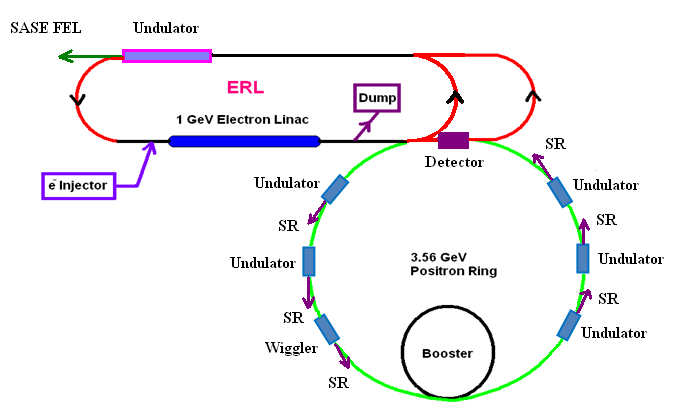 SASE FEL
Undulator
ERL
1 GeV Electron Linac
Dump
e⁻ Injector
Detector
SR
Undulator
Undulator
SR
SR
Undulator
3.56 GeV
Positron Ring
Undulator
SR
SR
Wiggler
Undulator
Booster
SR